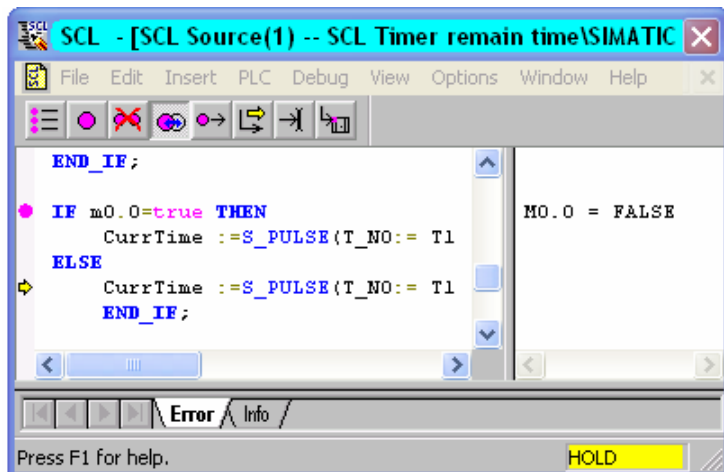 SCL - [SCL Source(1) -- SCL Timer remain time\SIMATIC
File Edit Insert PLC Debug View Options Window Help
END_IF;
IF m0.0=true THEN
M0.0 = FALSE
CurrTime :=S_PULSE(T_NO:= T1
ELSE
CurrTime :=S_PULSE(T_NO:= T1
END_IF;
Error Info
Press F1 for help.
HOLD